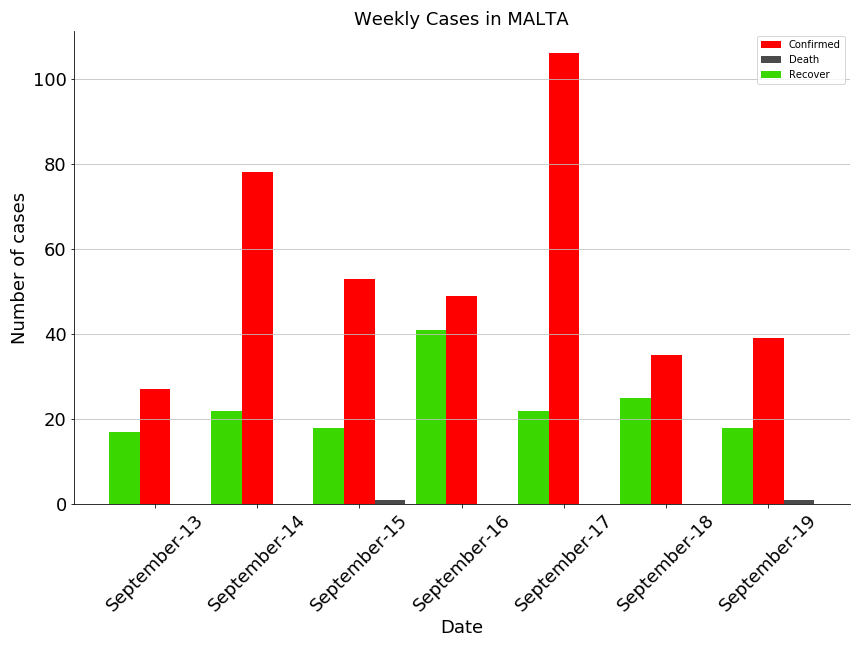 Weekly Cases in MALTA
Confirmed
Death
Recover
Number of cases
100
80
60
40
20
0
September-13
September-14
September-15
September-16
September-17
September-18
September-19
Date